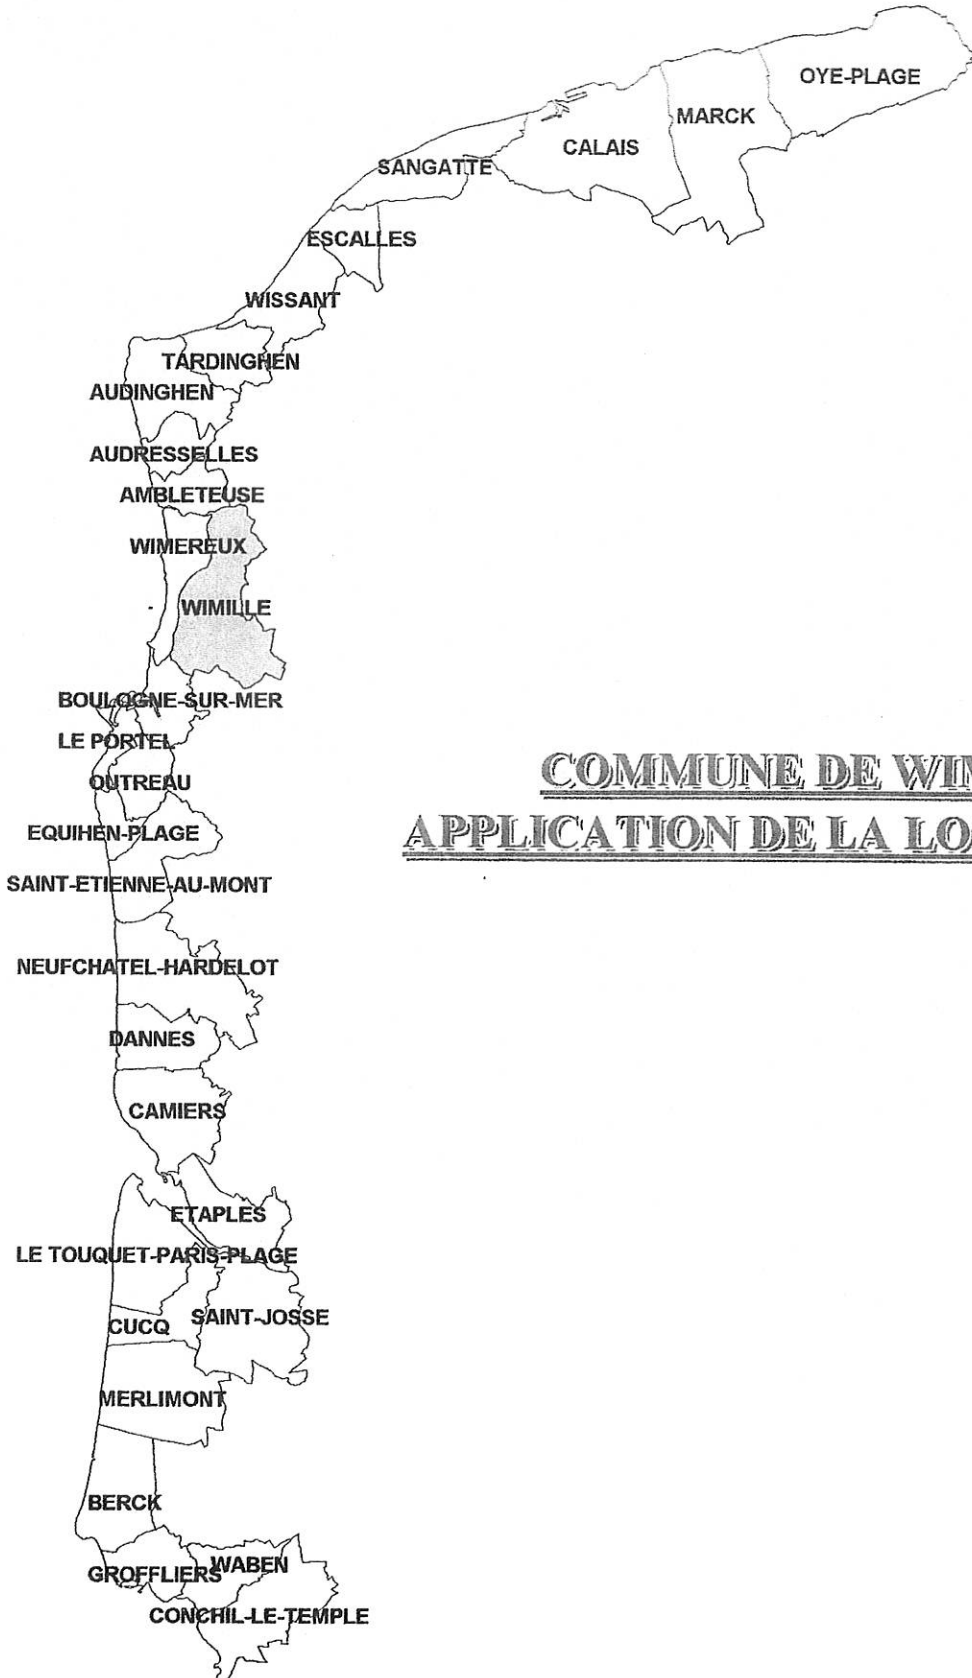 OYE-PLAGE
MARCK
CALAIS
SANGATTE
ESCALLES
WISSANT
TARDINGHEN
AUDINGHEN
AUDRESSELLES
AMBLETEUSE
WIMEREUX
WIMILLE
BOULOGNE-SUR-MER
LE PORTEL
OUTREAU
EQUIHEN-PLAGE
SAINT-ETIENNE-AU-MONT
NEUFCHATEL-HARDELOT
DANNES
CAMIERS
ETAPLES
LE TOUQUET-PARIS-PLAGE
SAINT-JOSSE
CUCQ
MERLIMONT
BERCK
WABEN
GROFFLIERS
CONCHIL-LE-TEMPLE
COMMUNE DE WIM
APPLICATION DE LA LO